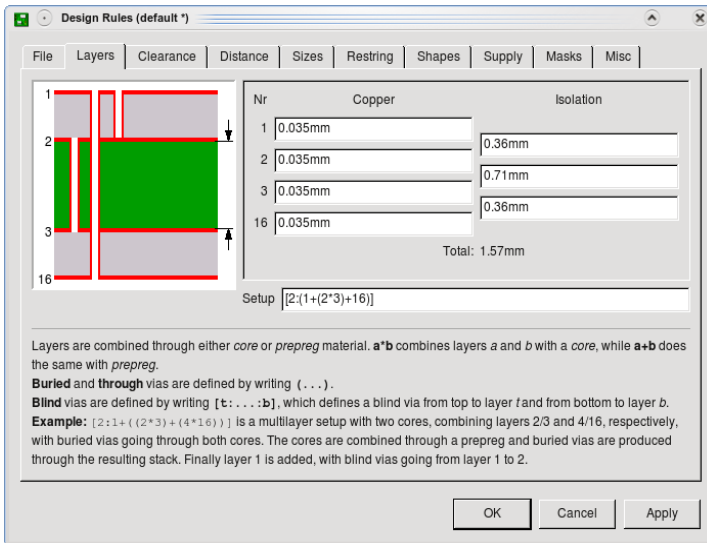 Design Rules (default *)
File Layers Clearance Distance Sizes Restring Shapes Supply Masks Misc
1
2
3
16
Nr Copper Isolation
1 0.035mm
0.36mm
2 0.035mm
0.71mm
3 0.035mm
0.36mm
16 0.035mm
Total: 1.57mm
Setup [2:(1+(2*3)+16)]
Layers are combined through either core or prepreg material. a*b combines layers a and b with a core, while a+b does
the same with prepreg.
Buried and through vias are defined by writing (...).
Blind vias are defined by writing [t:...:b], which defines a blind via from top to layer t and from bottom to layer b.
Example: [2:1+((2*3)+(4*16))] is a multilayer setup with two cores, combining layers 2/3 and 4/16, respectively,
with buried vias going through both cores. The cores are combined through a prepreg and buried vias are produced
through the resulting stack. Finally layer 1 is added, with blind vias going from layer 1 to 2.
OK Cancel Apply